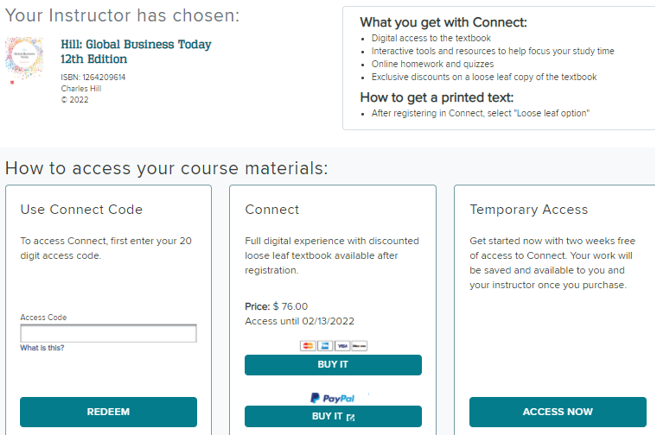 Your Instructor has chosen:
Hill: Global Business Today
12th Edition
ISBN: 1264209614
Charles Hill
© 2022
What you get with Connect:
• Digital access to the textbook
• Interactive tools and resources to help focus your study time
• Online homework and quizzes
• Exclusive discounts on a loose leaf copy of the textbook
How to get a printed text:
• After registering in Connect, select "Loose leaf option"
How to access your course materials:
Use Connect Code
To access Connect, first enter your 20
digit access code.
Access Code
What is this?
REDEEM
Connect
Full digital experience with discounted
loose leaf textbook available after
registration.
Price: $ 76.00
Access until 02/13/2022
VISA
BUY IT
PayPal
BUY IT
Temporary Access
Get started now with two weeks free
of access to Connect. Your work will
be saved and available to you and
your instructor once you purchase.
ACCESS NOW